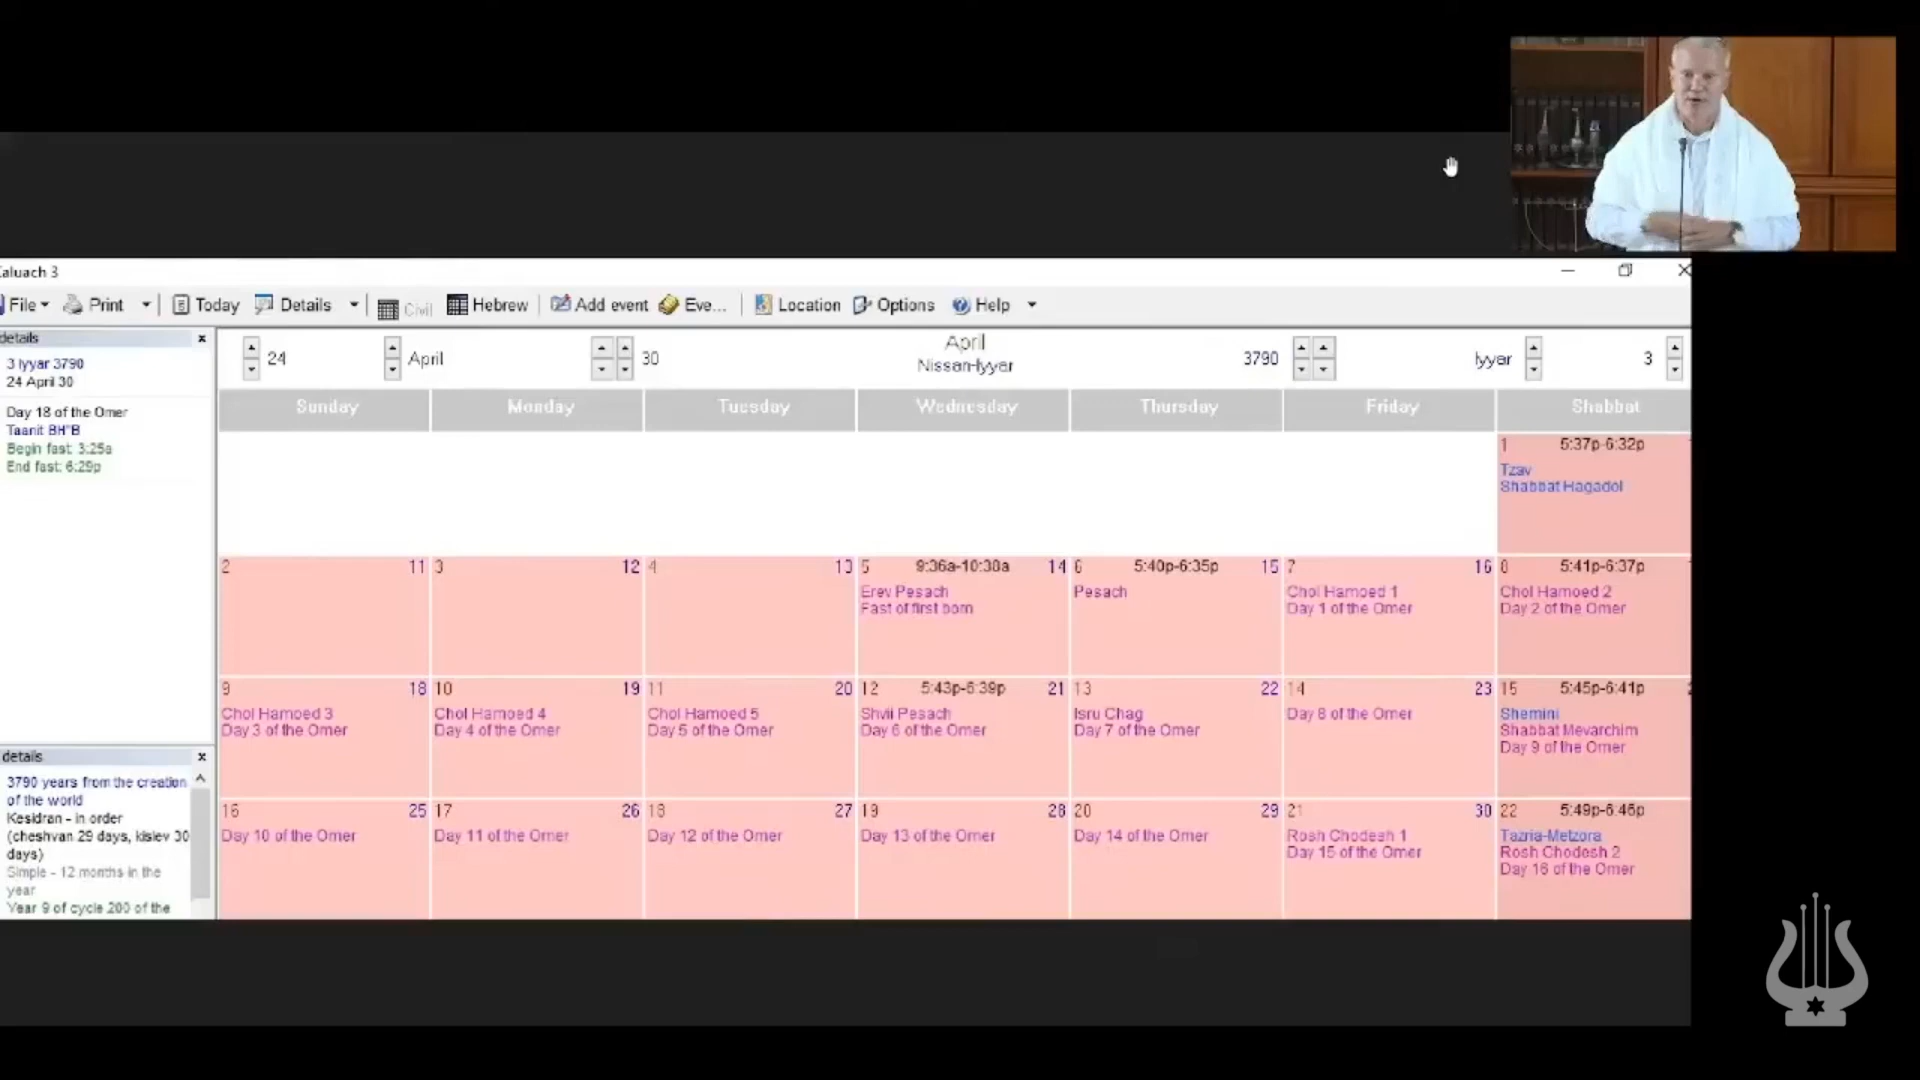 aluach 3
File Print Today Details Civil Hebrew Add event Eve... Location Options Help
details
3 Iyyar 3790
24 April 30
Day 18 of the Omer
Taanit BH"B
Begin fast: 3:25a
End fast: 6:29p
details
3790 years from the creation
of the world
Kesidran - in order
(cheshvan 29 days, kislev 30
days)
Simple - 12 months in the
year
Year 9 of cycle 200 of the
24 April 30 April 3790 Iyyar 3
Nissan-Iyyar
Sunday Monday Tuesday Wednesday Thursday Friday Shabbat
1 5:37p-6:32p
Tzav
Shabbat Hagadol
2 11
3 12
4 13
5 9:36a-10:38a 14
Erev Pesach
Fast of first born
6 5:40p-6:35p 15
Pesach
7 16
Chol Hamoed 1
Day 1 of the Omer
8 5:41p-6:37p
Chol Hamoed 2
Day 2 of the Omer
9 18
Chol Hamoed 3
Day 3 of the Omer
10 19
Chol Hamoed 4
Day 4 of the Omer
11 20
Chol Hamoed 5
Day 5 of the Omer
12 5:43p-6:39p 21
Shvii Pesach
Day 6 of the Omer
13 22
Isru Chag
Day 7 of the Omer
14 23
Day 8 of the Omer
15 5:45p-6:41p
Shemini
Shabbat Mevarchim
Day 9 of the Omer
16 25
Day 10 of the Omer
17 26
Day 11 of the Omer
18 27
Day 12 of the Omer
19 28
Day 13 of the Omer
20 29
Day 14 of the Omer
21 30
Rosh Chodesh 1
Day 15 of the Omer
22 5:49p-6:46p
Tazria-Metzora
Rosh Chodesh 2
Day 16 of the Omer